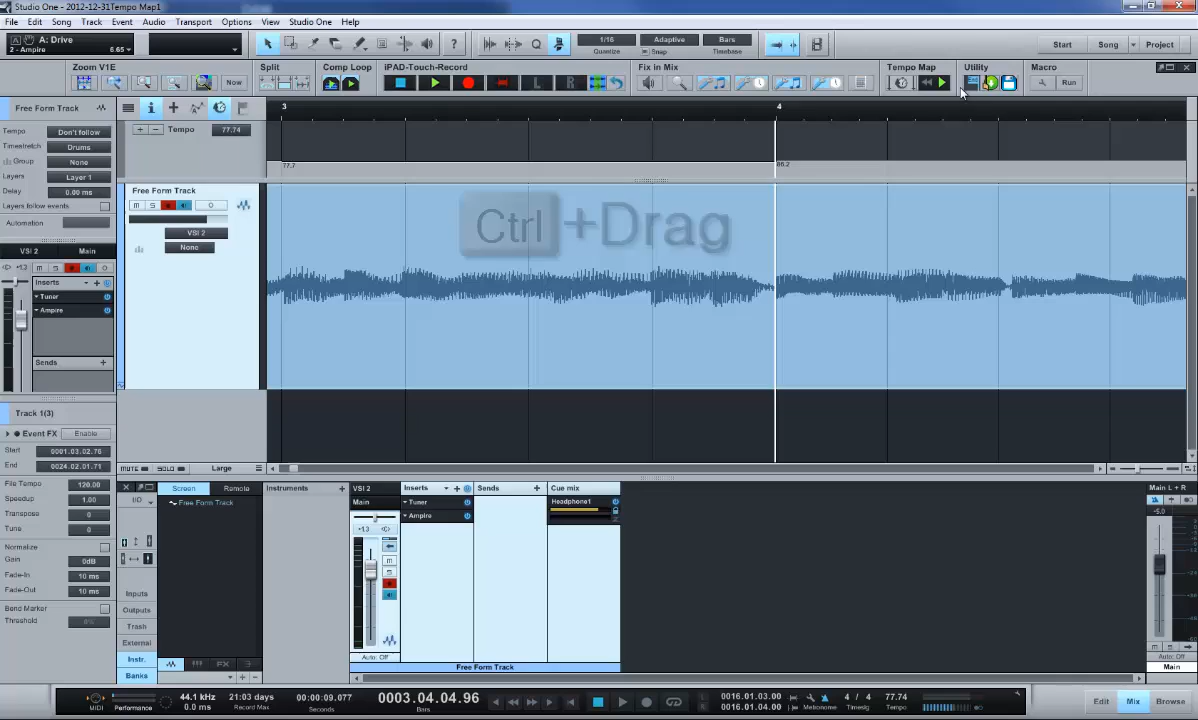 Studio One - 2012-12-31Tempo Map1
File Edit Song Track Event Audio Transport Options View Studio One Help
A: Drive
2 - Ampire 6.65
1/16 Adaptive Bars
Quantize Snap Timebase
Start Song Project
Zoom V1E Split Comp Loop iPAD-Touch-Record Fix in Mix Tempo Map Utility Macro
Now L R Run
Free Form Track
3 4
Tempo Don't follow
Tempo 77.74
Timestretch Drums
Group None
77.7 86.2
Layers Layer 1
Delay 0.00 ms
Free Form Track
Layers follow events
M S
Automation
VSI 2
None
Ctrl +Drag
VSI 2 Main
Inserts
Tuner
Ampire
Sends
Track 1(3)
Event FX Enable
Start 0001.03.02.76
End 0024.02.01.71
MUTE SOLO Large
File Tempo 120.00
Speedup 1.00
Transpose 0
Tune 0
Normalize
Gain 0dB
Fade-In 10 ms
Fade-Out 10 ms
Bend Marker
Threshold 8%
Screen Remote
Instruments
VSI 2 Inserts Sends Cue mix
Main Tuner Headphone1
Ampire
I/O
Free Form Track
Inputs
Outputs
Trash
External
Instr.
Banks
FX
Auto: Off
Free Form Track
Main L + R
-5.0
Auto: Off
Main
MIDI Performance
44.1 kHz
0.0 ms
21:03 days
Record Max
00:00:09.077
Seconds
0003.04.04.96
Bars
L 0016.01.03.00
R 0016.01.04.00
Metronome
4 / 4
Timesig
77.74
Tempo
Edit Mix Browse